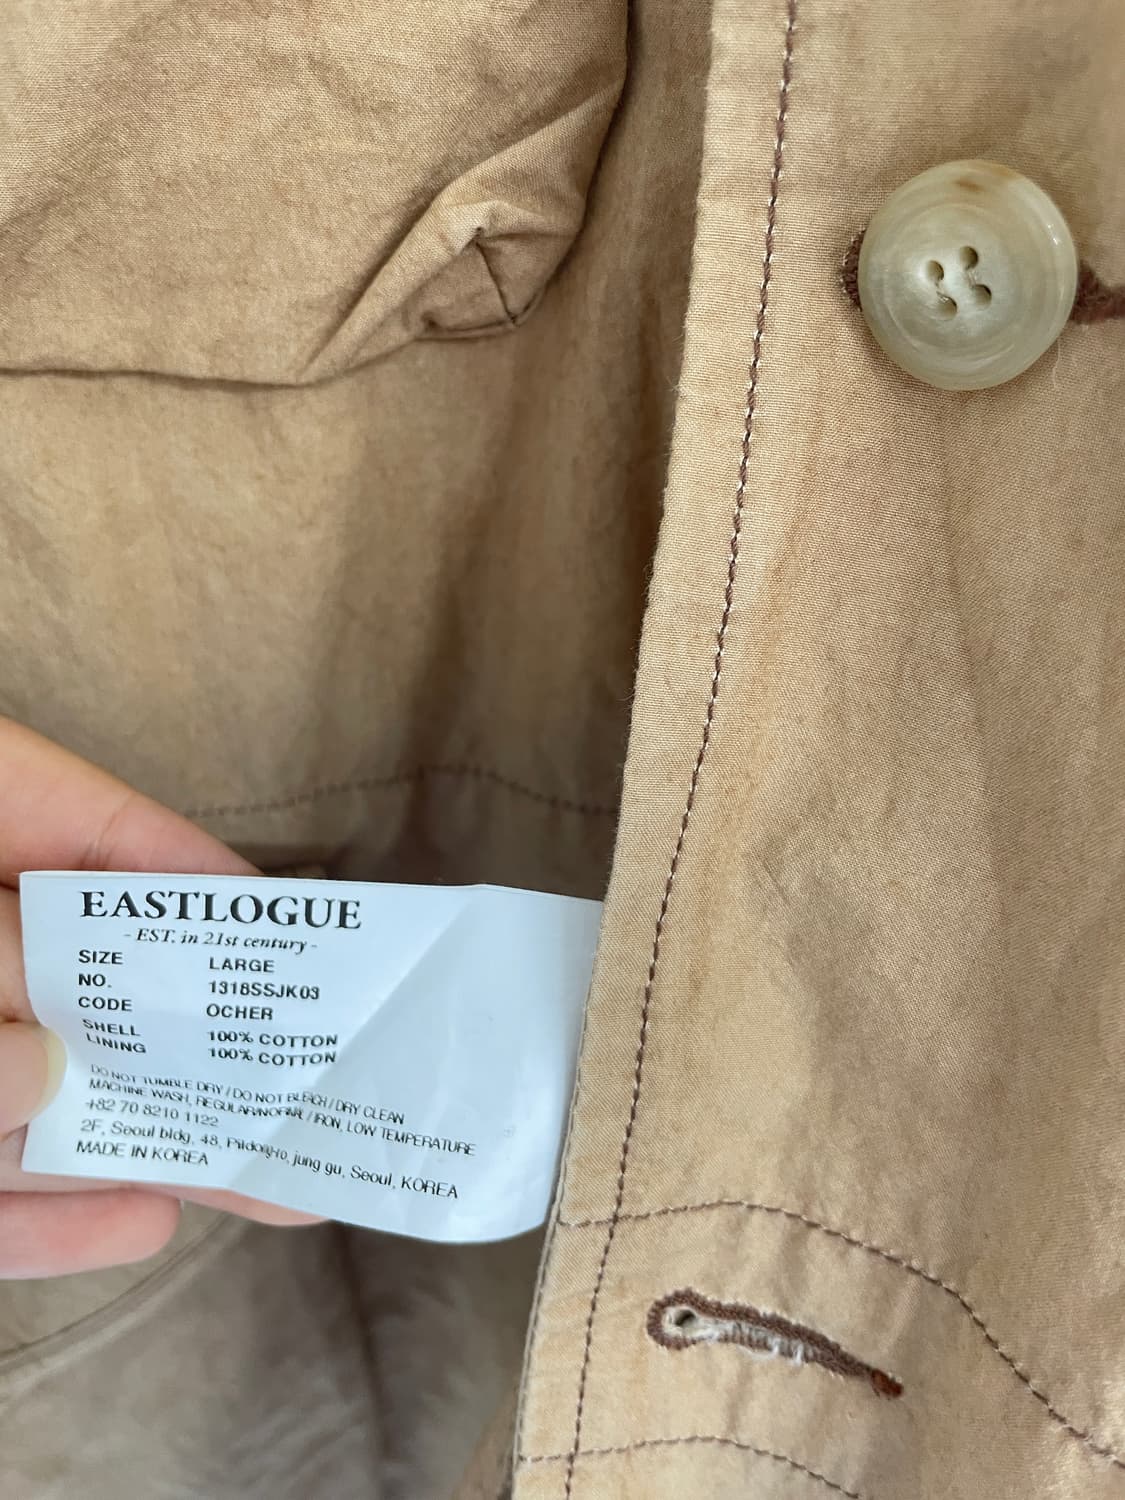 EASTLOGUE
- EST. in 21st century -
SIZE LARGE
NO. 1318SSJK03
CODE OCHER
SHELL 100% COTTON
LINING 100% COTTON
DO NOT TUMBLE DRY / DO NOT BLEACH / DRY CLEAN
MACHINE WASH, REGULAR/NORMAL / IRON, LOW TEMPERATURE
+82 70 8210 1122
2F, Seoul bldg, 48, Pildong-ro, jung gu, Seoul, KOREA
MADE IN KOREA